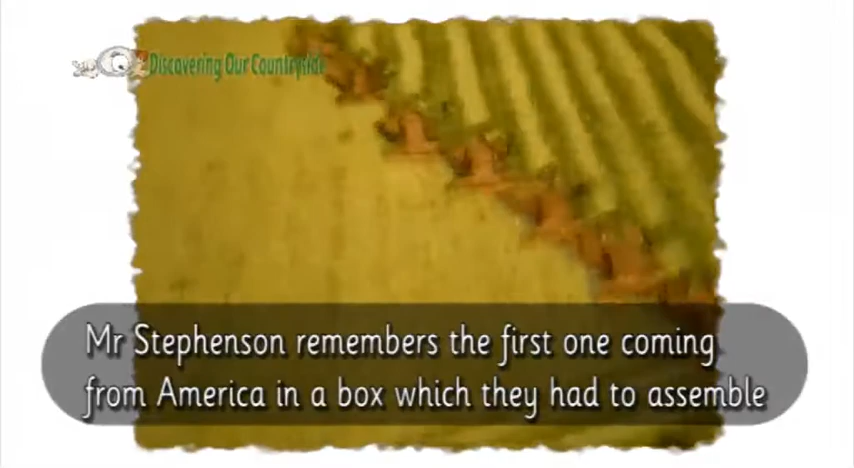 Discovering Our Countryside
Mr Stephenson remembers the first one coming
from America in a box which they had to assemble